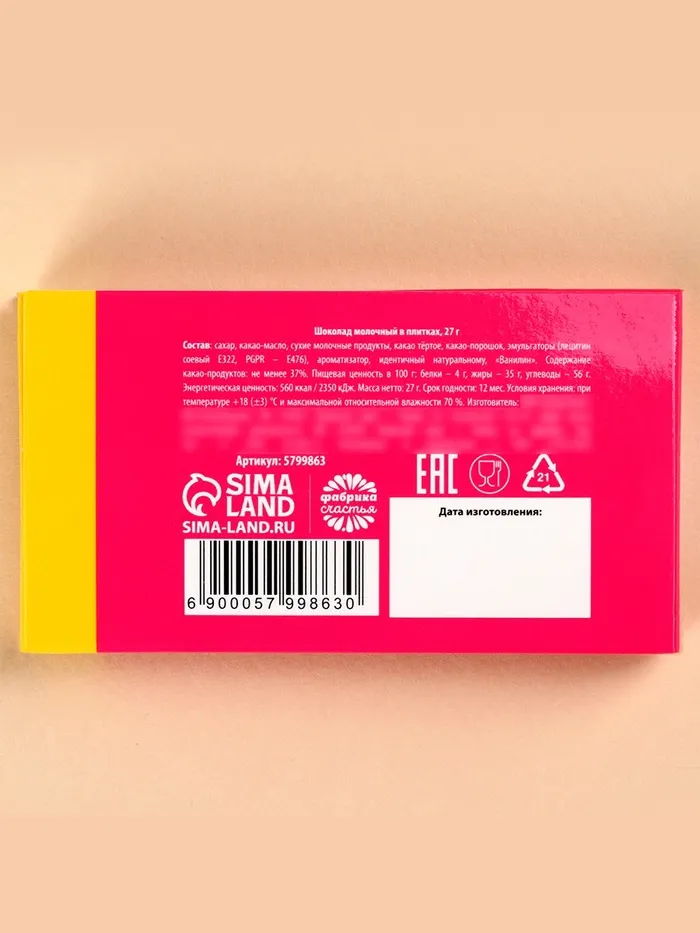 Шоколад молочный в плитках, 27 г
Состав: сахар, какао-масло, сухие молочные продукты, какао тёртое, какао-порошок, эмульгаторы (лецитин
соевый Е322, PGPR – Е476), ароматизатор, идентичный натуральному, «Ванилин». Содержание
какао-продуктов: не менее 37%. Пищевая ценность в 100 г: белки – 4 г, жиры – 35 г, углеводы – 56 г.
Энергетическая ценность: 560 ккал / 2350 кДж. Масса нетто: 27 г. Срок годности: 12 мес. Условия хранения: при
температуре +18 (±3) °С и максимальной относительной влажности 70 %. Изготовитель:
Артикул: 5799863
SIMA
LAND
SIMA-LAND.RU
фабрика
счастья
EAC
21
Дата изготовления:
6 900057 998630